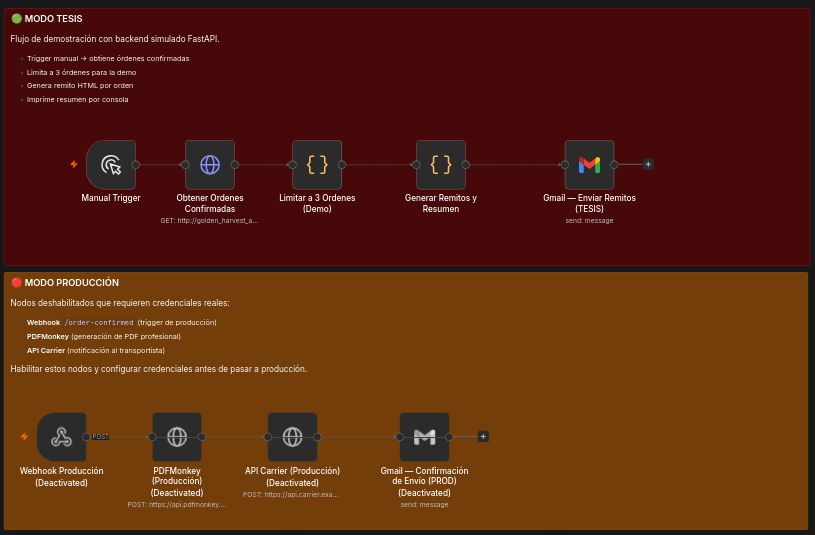 MODO TESIS
Flujo de demostración con backend simulado FastAPI.
Trigger manual → obtiene órdenes confirmadas
Limita a 3 órdenes para la demo
Genera remito HTML por orden
Imprime resumen por consola
Manual Trigger
Obtener Ordenes
Confirmadas
GET: http://golden_harvest_a...
Limitar a 3 Ordenes
(Demo)
Generar Remitos y
Resumen
Gmail — Enviar Remitos
(TESIS)
send: message
MODO PRODUCCIÓN
Nodos deshabilitados que requieren credenciales reales:
Webhook /order-confirmed (trigger de producción)
PDFMonkey (generación de PDF profesional)
API Carrier (notificación al transportista)
Habilitar estos nodos y configurar credenciales antes de pasar a producción.
POST
Webhook Producción
(Deactivated)
PDFMonkey
(Producción)
(Deactivated)
POST: https://api.pdfmonkey....
API Carrier (Producción)
(Deactivated)
POST: https://api.carrier.exa...
Gmail — Confirmación
de Envío (PROD)
(Deactivated)
send: message